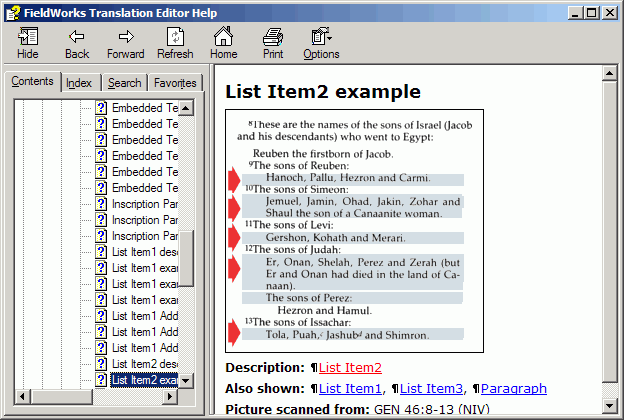 FieldWorks Translation Editor Help
Hide Back Forward Refresh Home Print Options
Contents Index Search Favorites
Embedded Te
Embedded Te
Embedded Te
Embedded Te
Embedded Te
Embedded Te
Inscription Par
Inscription Par
Inscription Par
List Item1 desc
List Item1 exar
List Item1 exar
List Item1 exar
List Item1 Add
List Item1 Add
List Item1 Add
List Item2 desc
List Item2 exar
List Item2 example
8These are the names of the sons of Israel (Jacob
and his descendants) who went to Egypt:
Reuben the firstborn of Jacob.
9The sons of Reuben:
Hanoch, Pallu, Hezron and Carmi.
10The sons of Simeon:
Jemuel, Jamin, Ohad, Jakin, Zohar and
Shaul the son of a Canaanite woman.
11The sons of Levi:
Gershon, Kohath and Merari.
12The sons of Judah:
Er, Onan, Shelah, Perez and Zerah (but
Er and Onan had died in the land of Ca-
naan).
The sons of Perez:
Hezron and Hamul.
13The sons of Issachar:
Tola, Puah,c Jashubd and Shimron.
Description: ¶List Item2
Also shown: ¶List Item1, ¶List Item3, ¶Paragraph
Picture scanned from: GEN 46:8-13 (NIV)